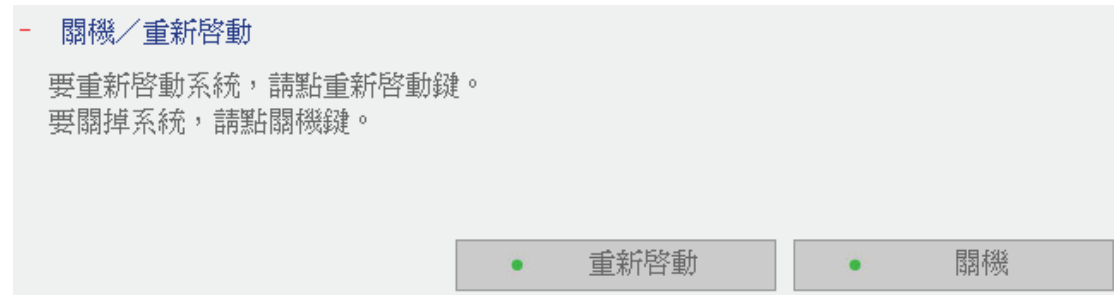 - 關機／重新啓動
要重新啓動系統，請點重新啓動鍵。
要關掉系統，請點關機鍵。
重新啓動
關機